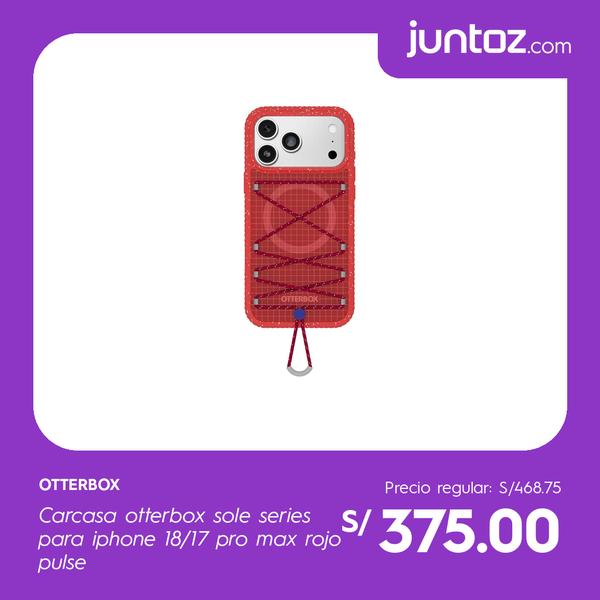 juntoz.com
OTTERBOX
OTTERBOX
Precio regular: S/468.75
Carcasa otterbox sole series
para iphone 18/17 pro max rojo
pulse
S/ 375.00